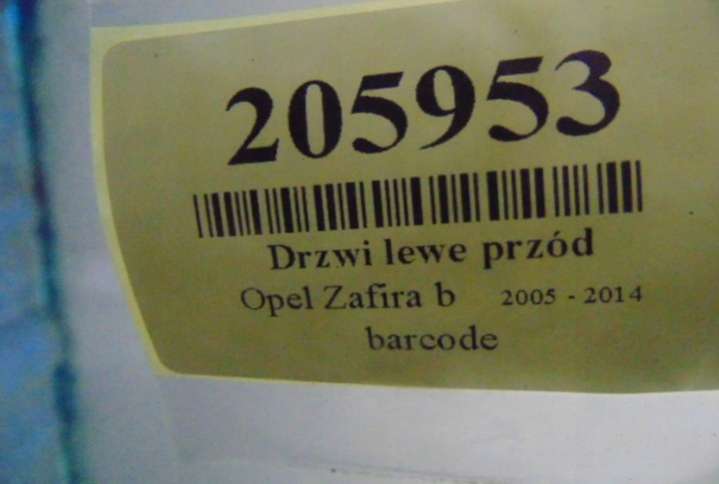 205953
Drzwi lewe przód
Opel Zafira b 2005 - 2014
barcode